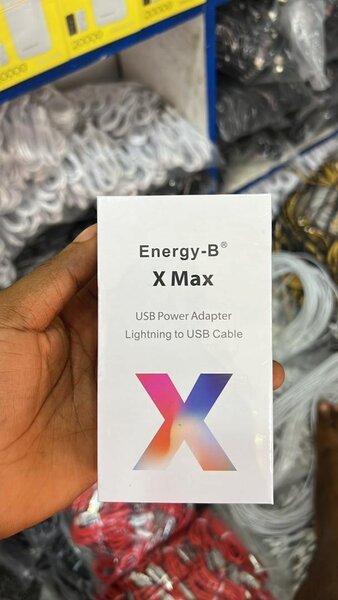 Energy-B®
X Max
USB Power Adapter
Lightning to USB Cable
X